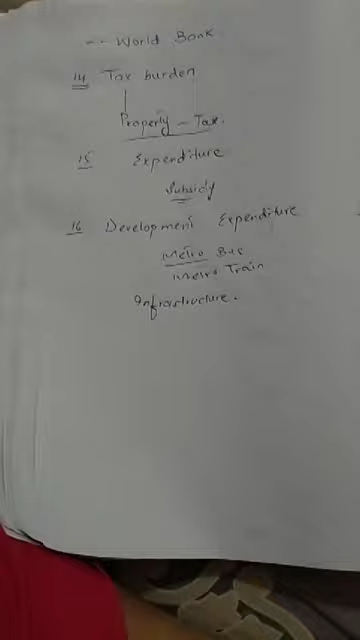 -- World Book
14 Tax burden
Property - Tax.
15 Expenditure
Subsidy
16 Development Expenditure
Metro Bus
Metro Train
Infrastructure.